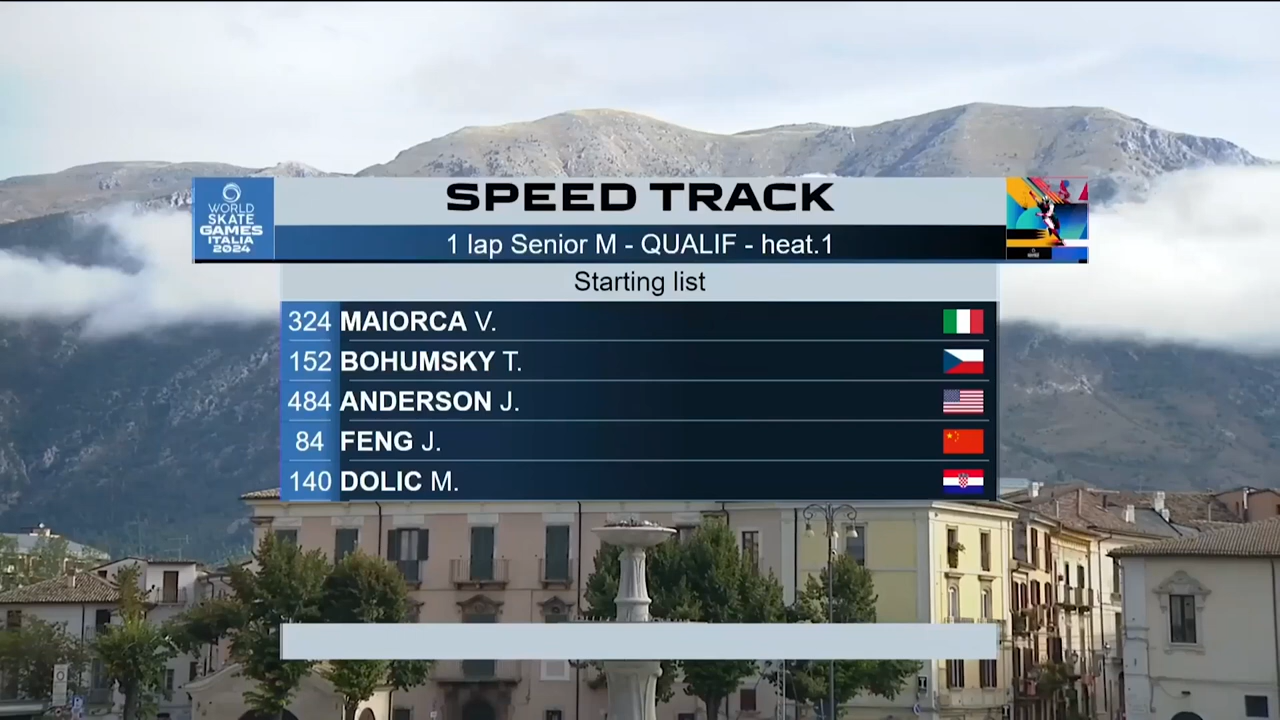 WORLD
SKATE
GAMES
ITALIA
2024
SPEED TRACK
1 lap Senior M - QUALIF - heat.1
Starting list
324 MAIORCA V.
152 BOHUMSKY T.
484 ANDERSON J.
84 FENG J.
140 DOLIC M.